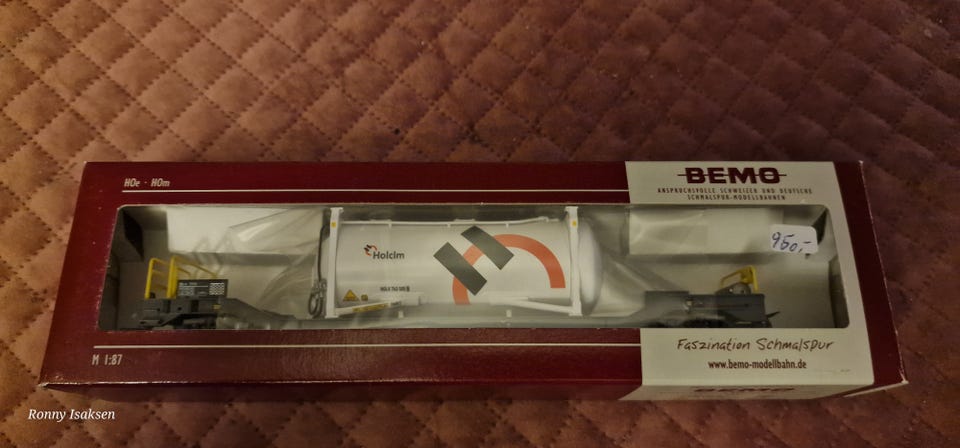 H0e - H0m
BEMO
ANSPRUCHSVOLLE SCHWEIZER UND DEUTSCHE
SCHMALSPUR-MODELLBAHNEN
950,-
Holcim
Faszination Schmalspur
M 1:87
www.bemo-modellbahn.de
BEMO
Ronny Isaksen